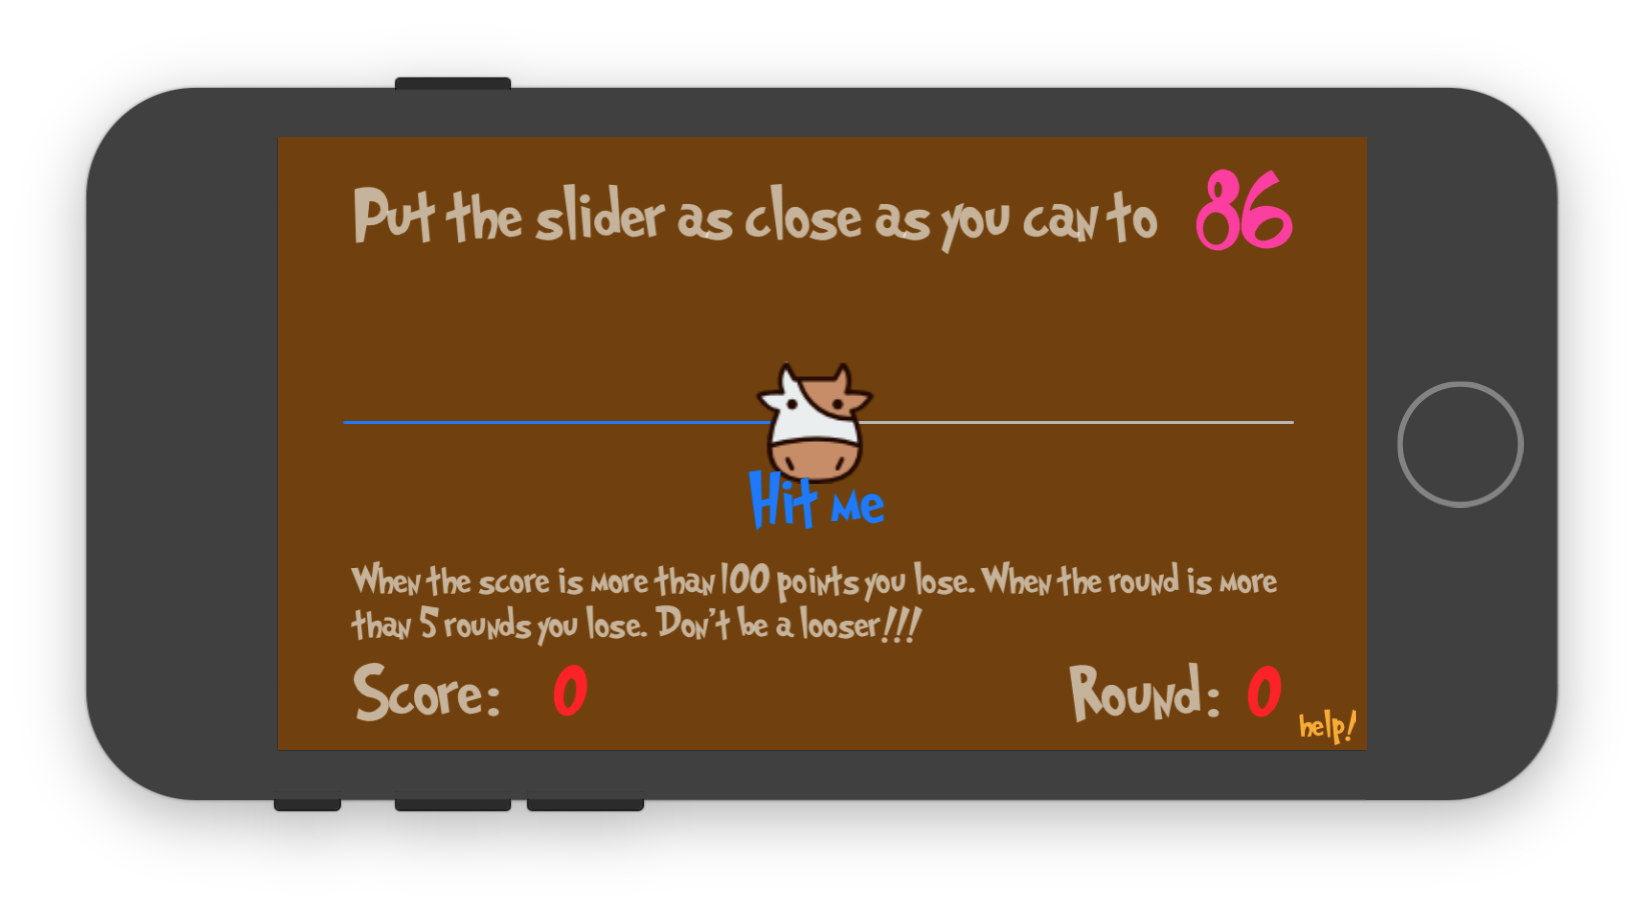 Put the slider as close as you can to 86
Hit me
When the score is more than 100 points you lose. When the round is more
than 5 rounds you lose. Don't be a looser!!!
Score: 0 Round: 0
help!